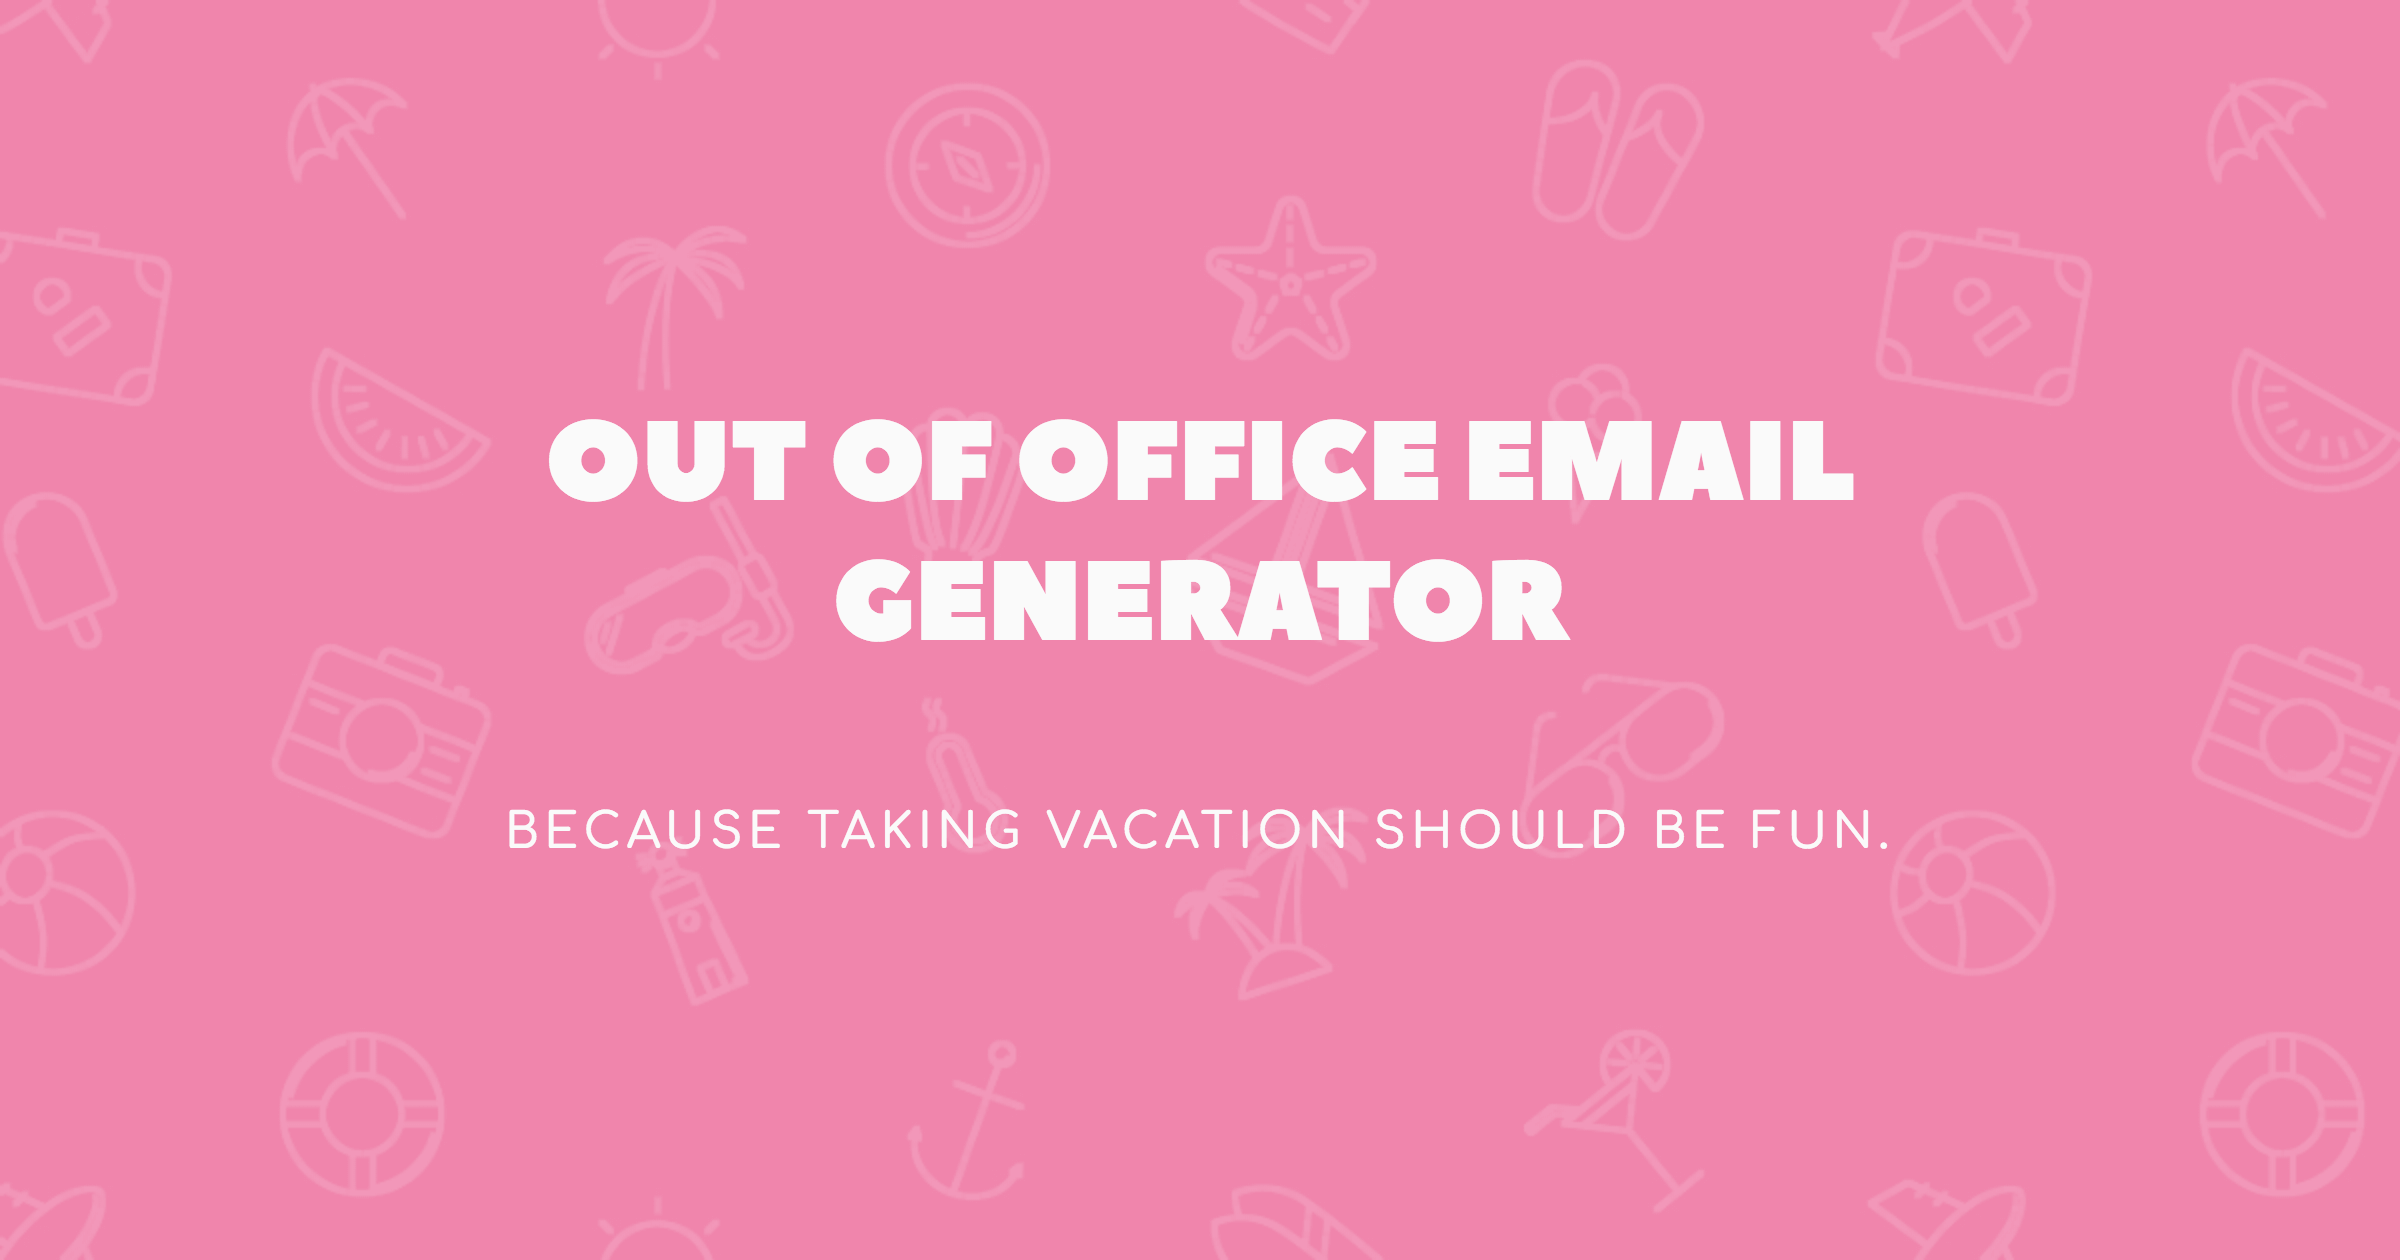 OUT OF OFFICE EMAIL
GENERATOR
BECAUSE TAKING VACATION SHOULD BE FUN.